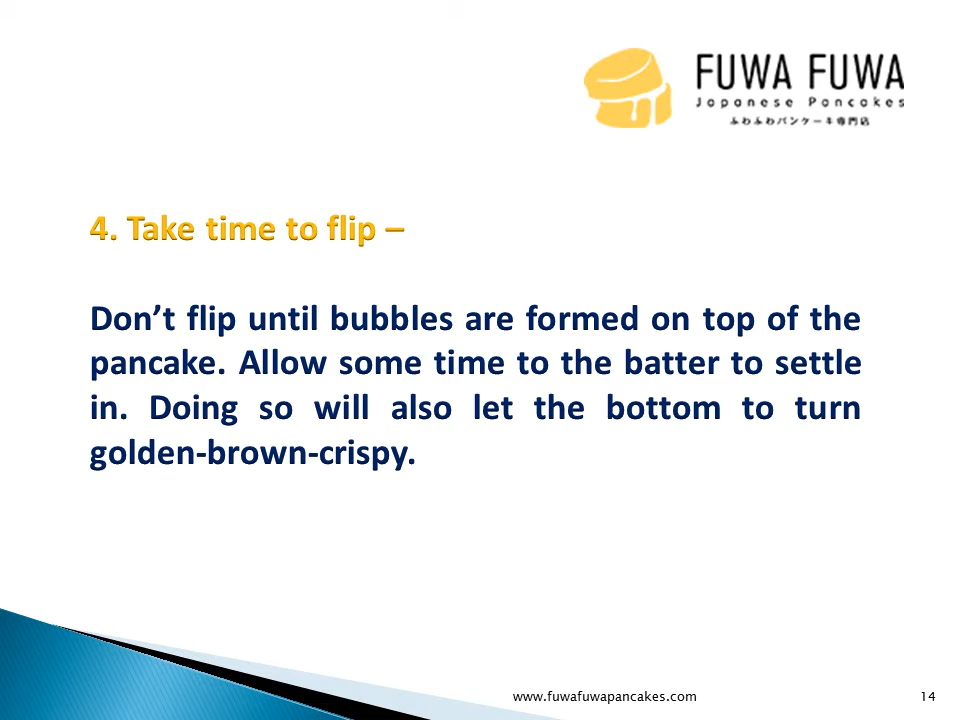 FUWA FUWA
Japanese Pancakes
ふわふわパンケーキ専門店
4. Take time to flip –
Don’t flip until bubbles are formed on top of the
pancake. Allow some time to the batter to settle
in. Doing so will also let the bottom to turn
golden-brown-crispy.
www.fuwafuwapancakes.com
14